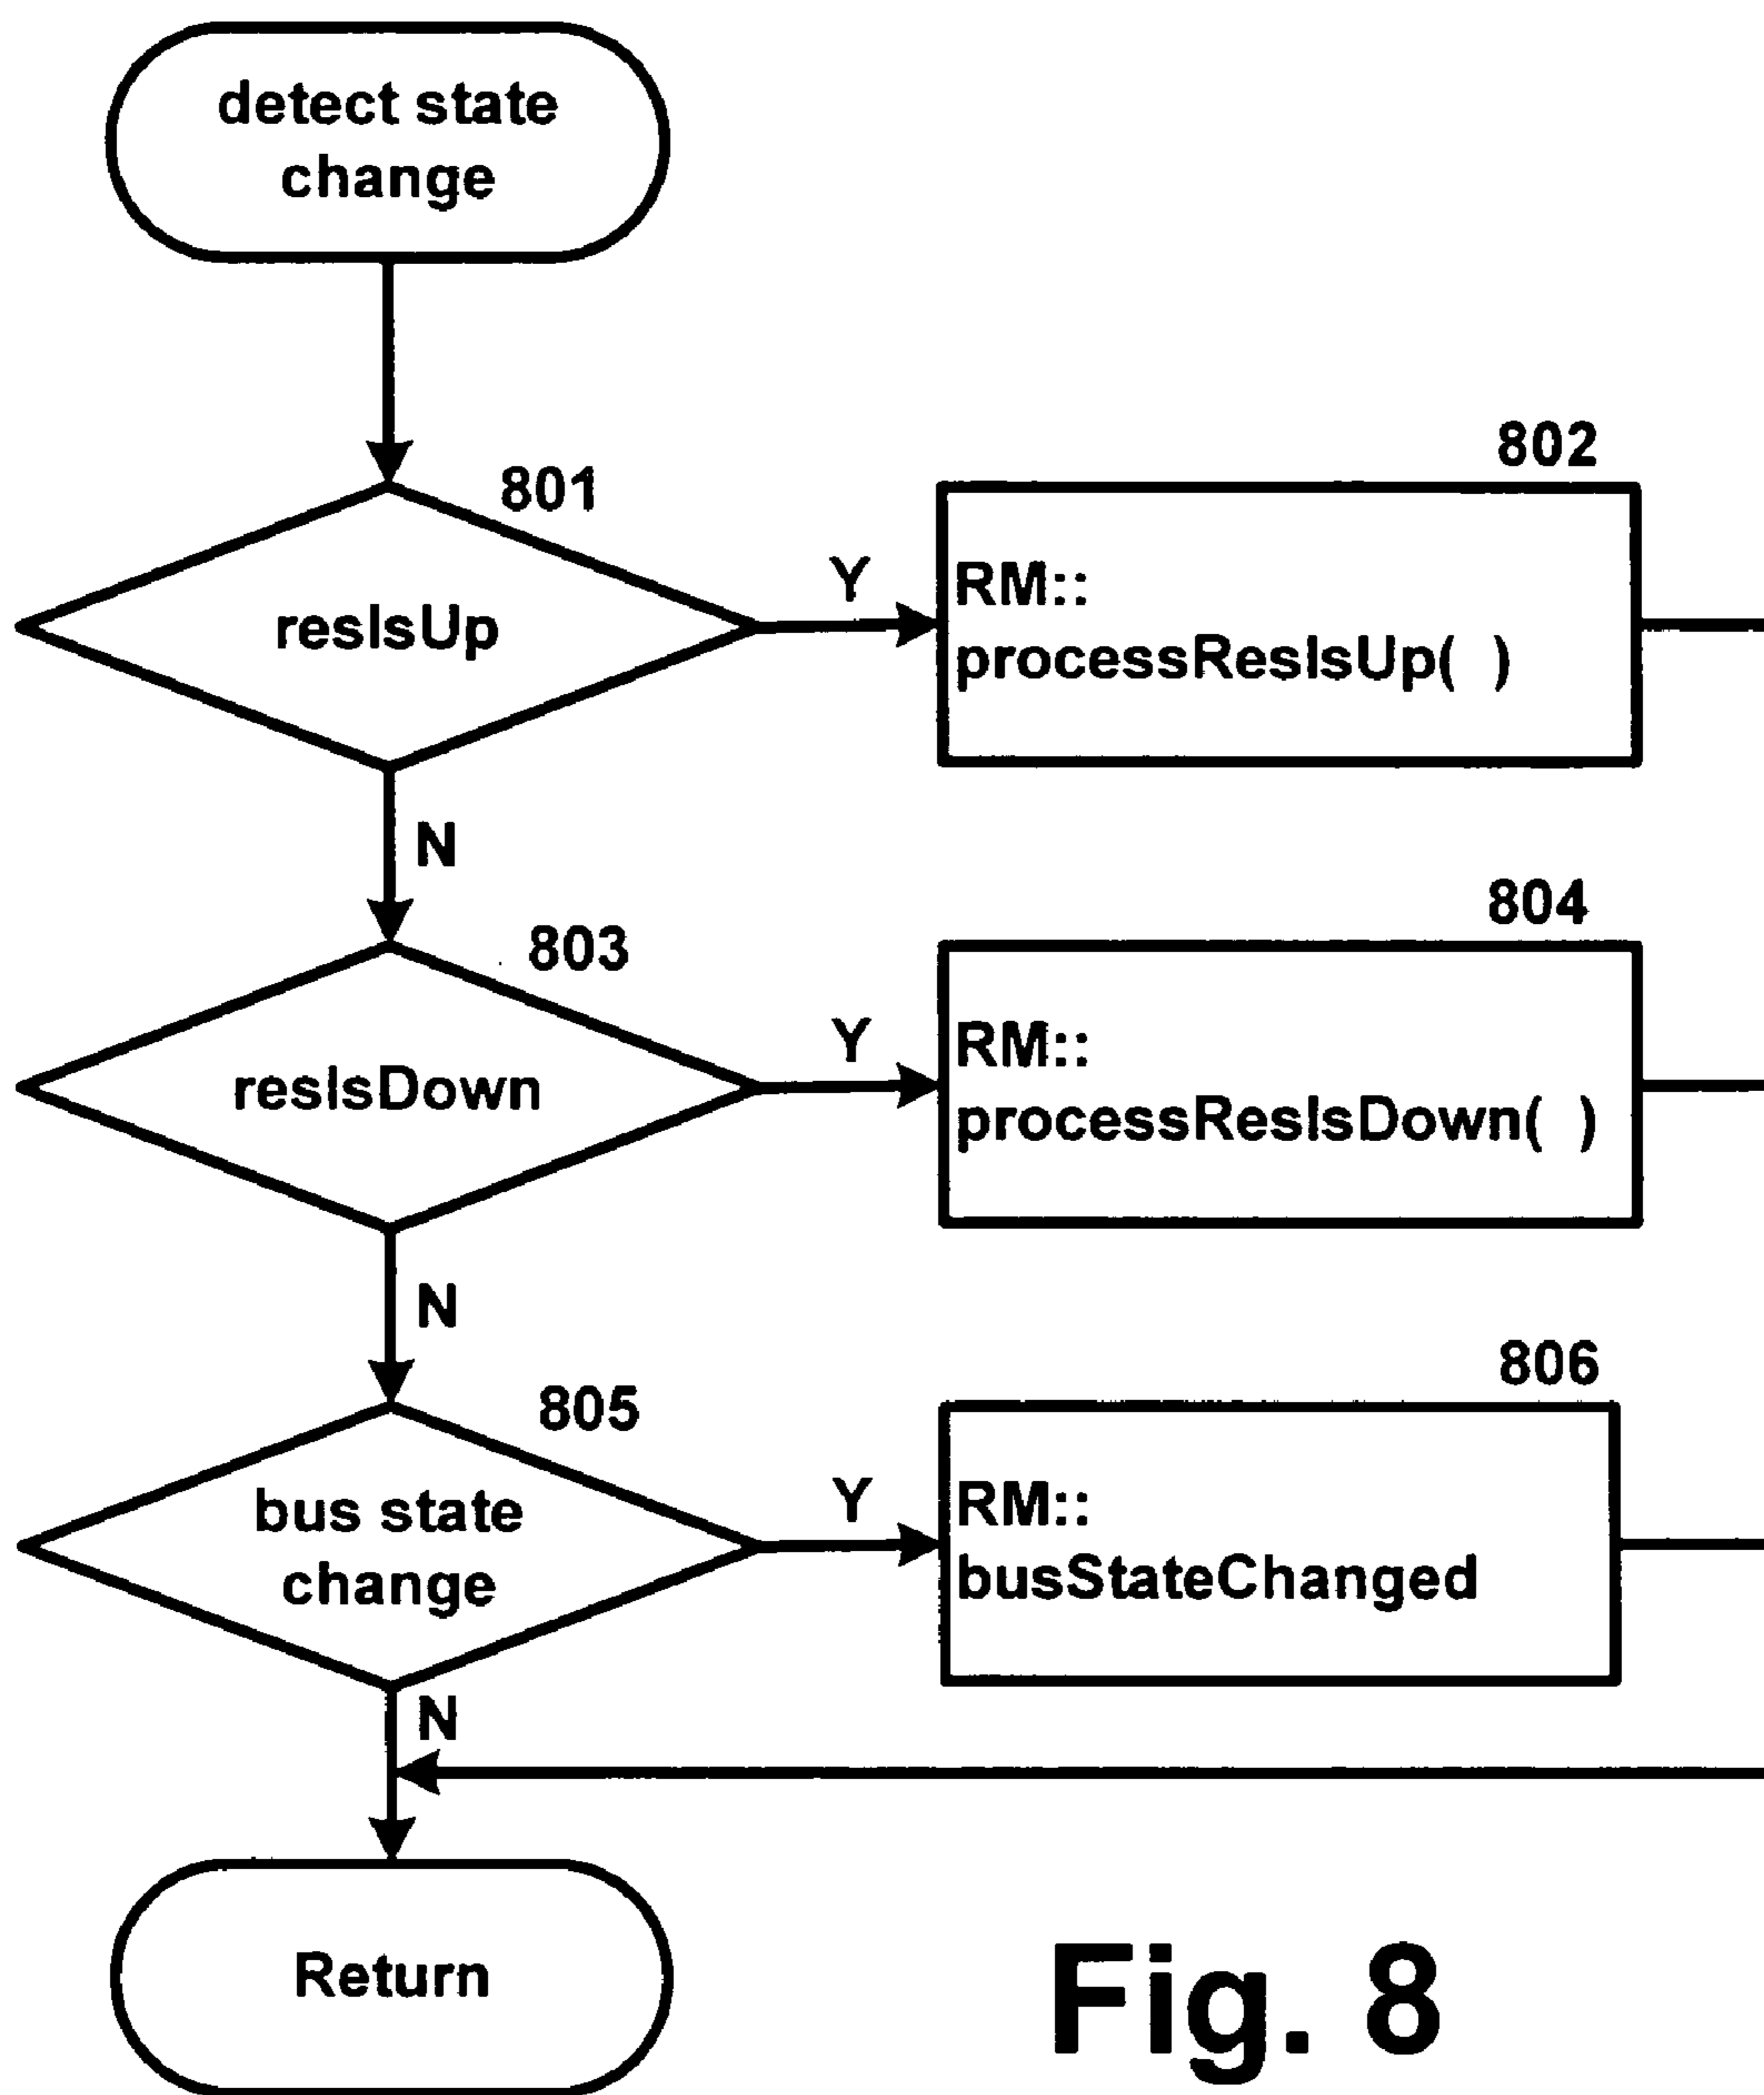 detect state
change
801
resIsUp
Y
802
RM::
processResIsUp(  )
N
803
resIsDown
Y
804
RM::
processResIsDown(  )
N
805
bus state
change
Y
806
RM::
busStateChanged
N
Return
Fig. 8